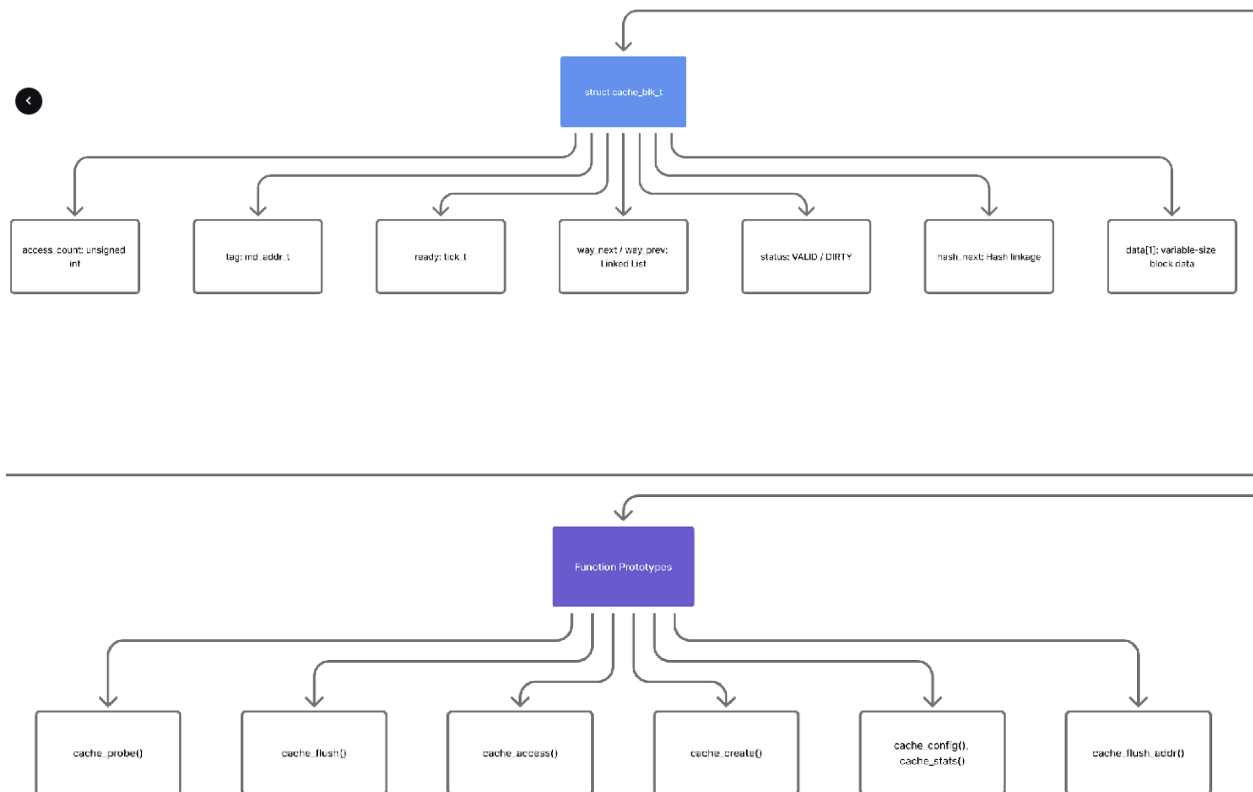 struct cache_blk_t
access_count: unsigned
int
tag: md_addr_t
ready: tick_t
way_next / way_prev:
Linked List
status: VALID / DIRTY
hash_next: Hash linkage
data[1]: variable-size
block data
Function Prototypes
cache_probe()
cache_flush()
cache_access()
cache_create()
cache_config(),
cache_stats()
cache_flush_addr()